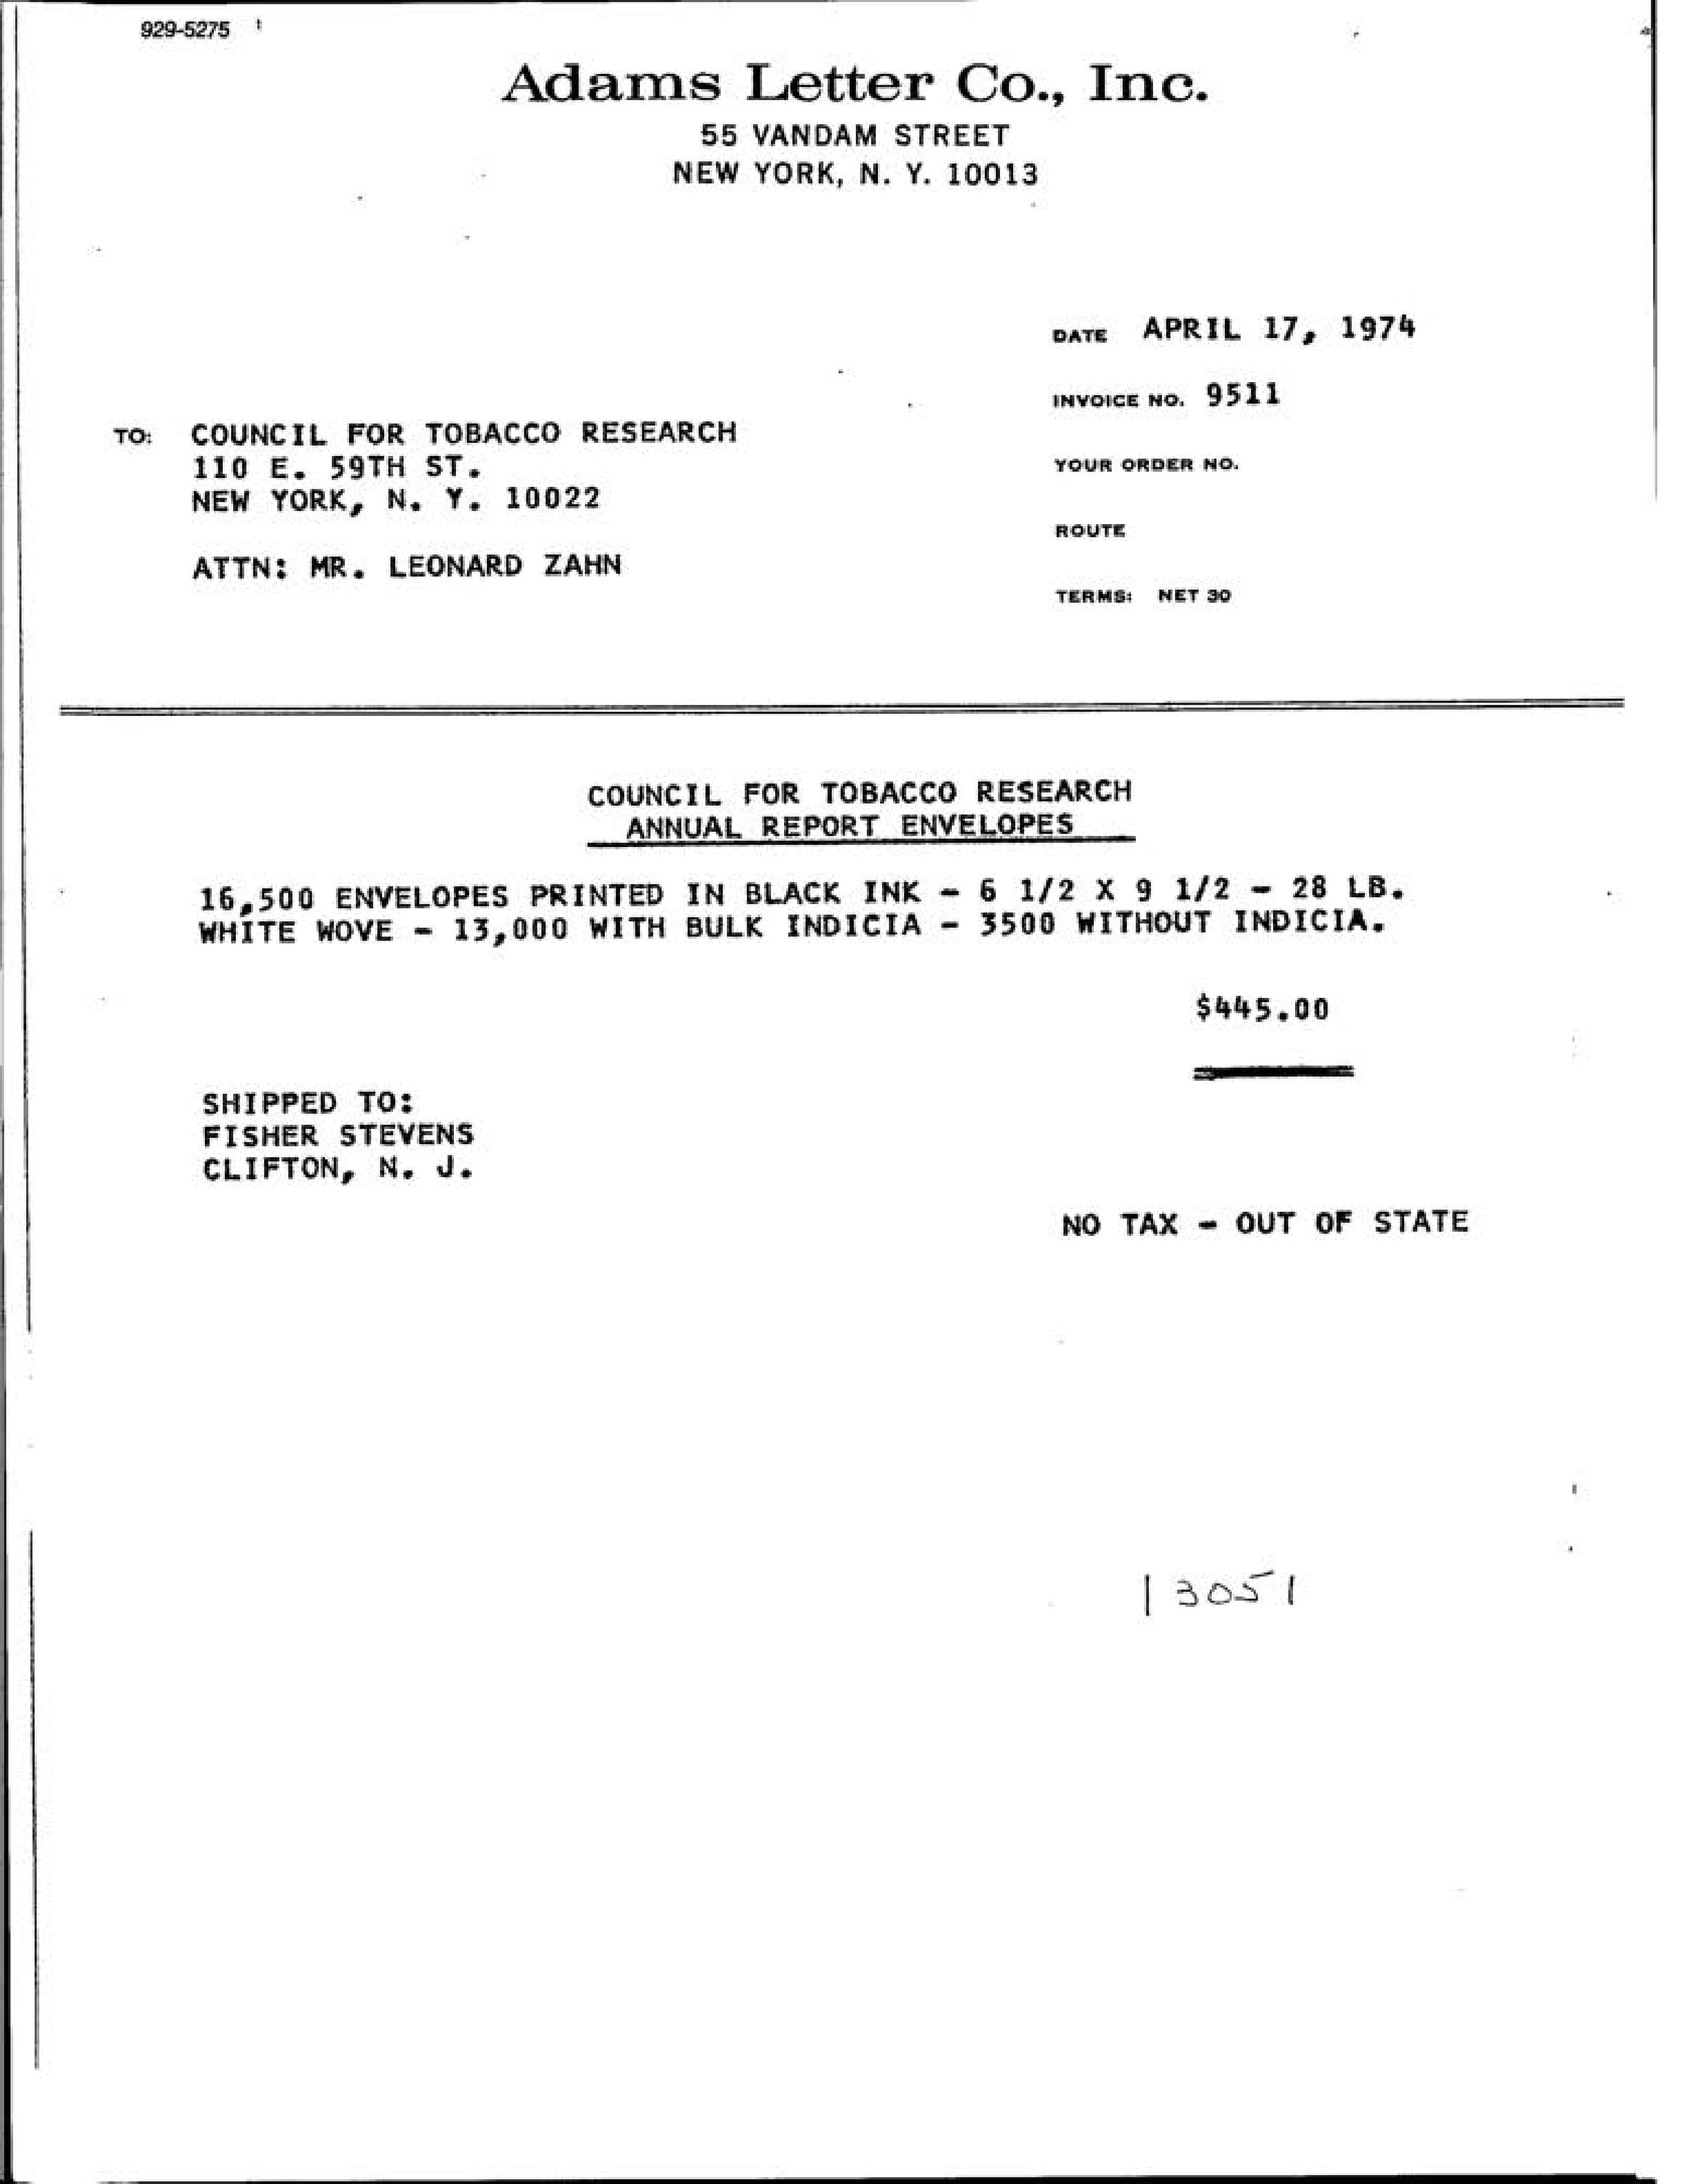 929-5275
Adams Letter Co., Inc.
55 VANDAM STREET
NEW YORK, N. Y. 10013
DATE APRIL 17, 1974
INVOICE NO. 9511
TO: COUNCIL FOR TOBACCO RESEARCH
110 E. 59TH ST.
NEW YORK, N. Y. 10022
ATTN: MR. LEONARD ZAHN
YOUR ORDER NO.
ROUTE
TERMS: NET 30
COUNCIL FOR TOBACCO RESEARCH
ANNUAL REPORT ENVELOPES
16,500 ENVELOPES PRINTED IN BLACK INK - 6 1/2 X 9 1/2 - 28 LB.
WHITE WOVE - 13,000 WITH BULK INDICIA - 3500 WITHOUT INDICIA.
$445.00
SHIPPED TO:
FISHER STEVENS
CLIFTON, N. J.
NO TAX - OUT OF STATE
13051